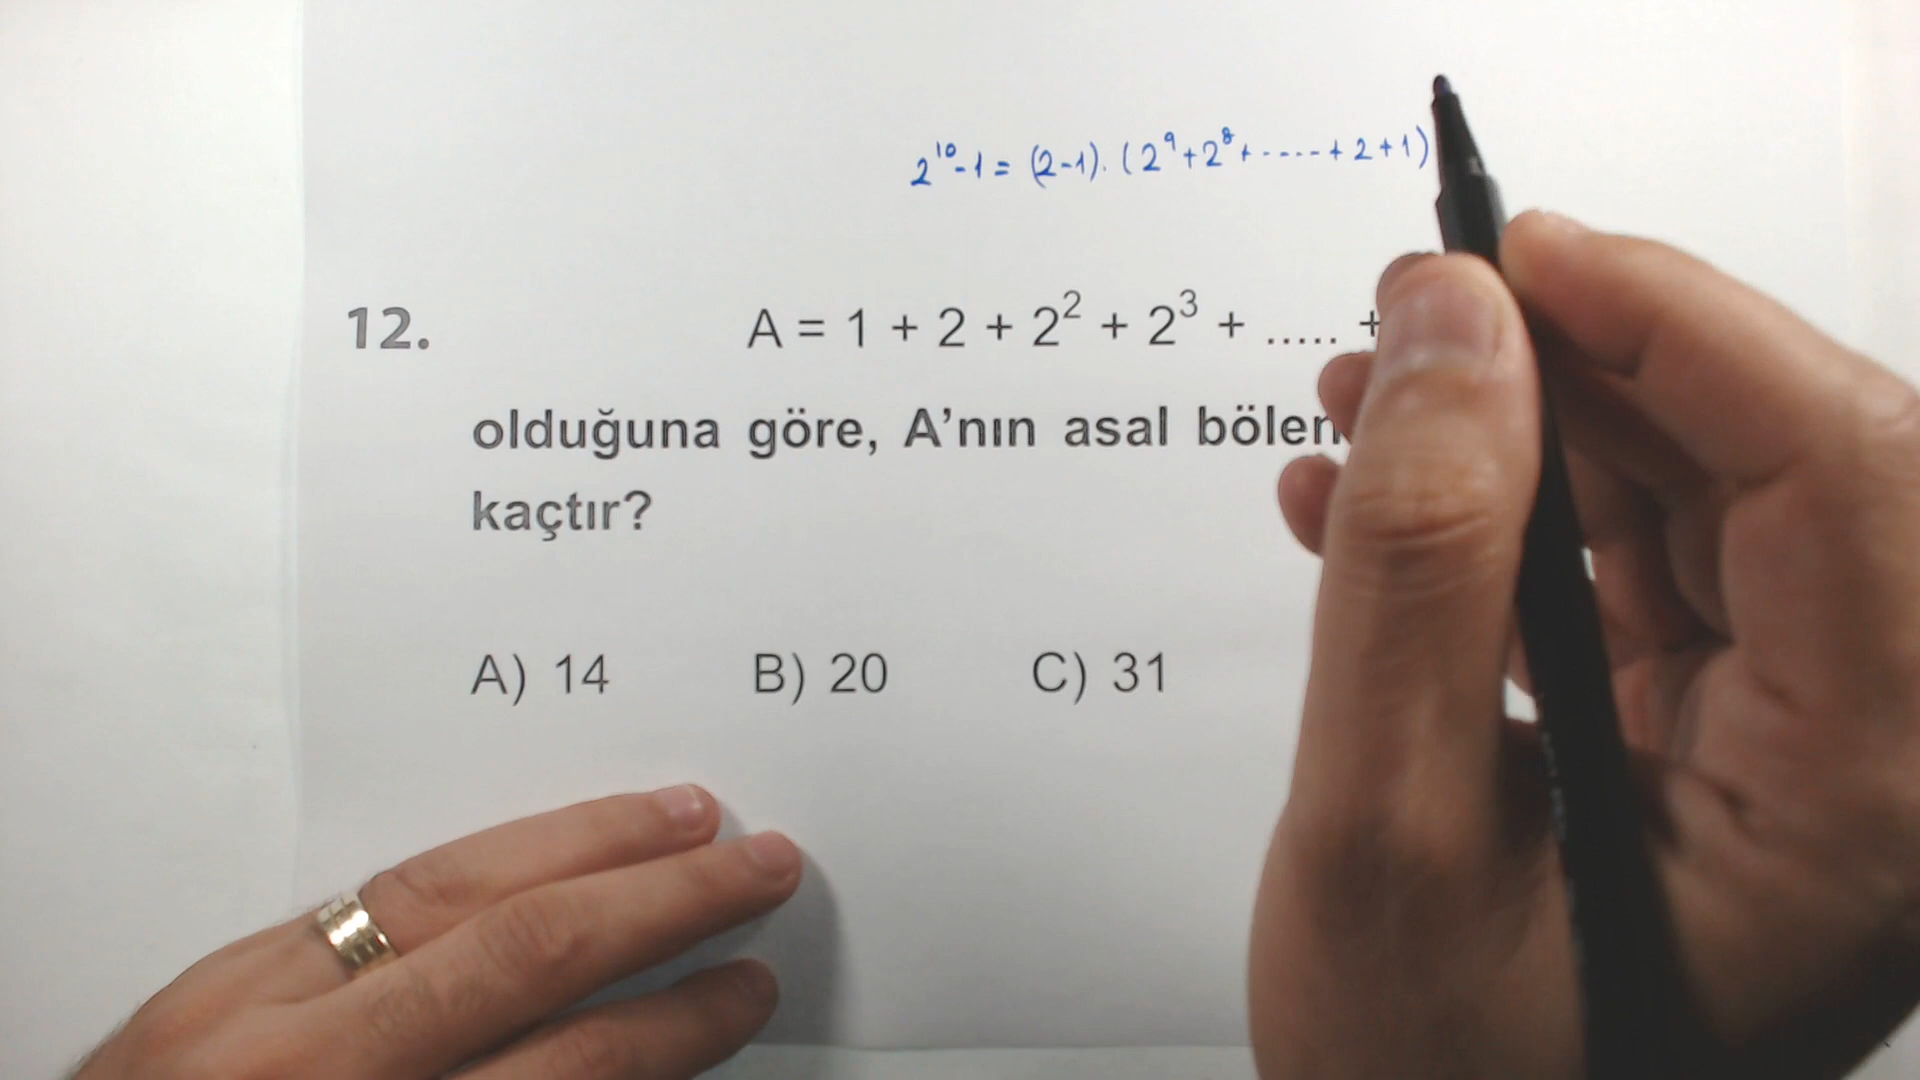 2¹⁰-1 = (2-1). (2⁹+2⁸+-----+2+1)
12. A = 1 + 2 + 2² + 2³ + ..... +
olduğuna göre, A’nın asal
kaçtır?
A) 14 B) 20 C) 31